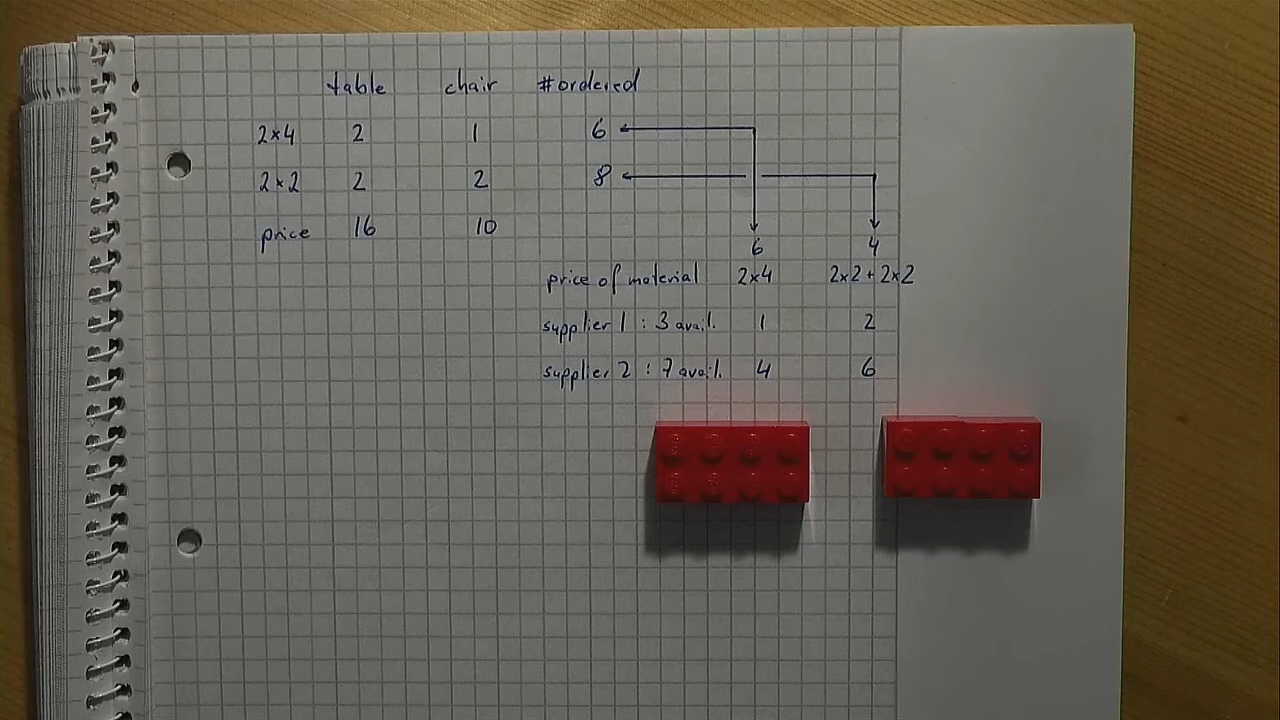 table chair #ordered
2×4 2 1 6
2×2 2 2 8
price 16 10
6 4
price of material 2×4 2×2 + 2×2
supplier 1 : 3 avail. 1 2
supplier 2 : 7 avail. 4 6